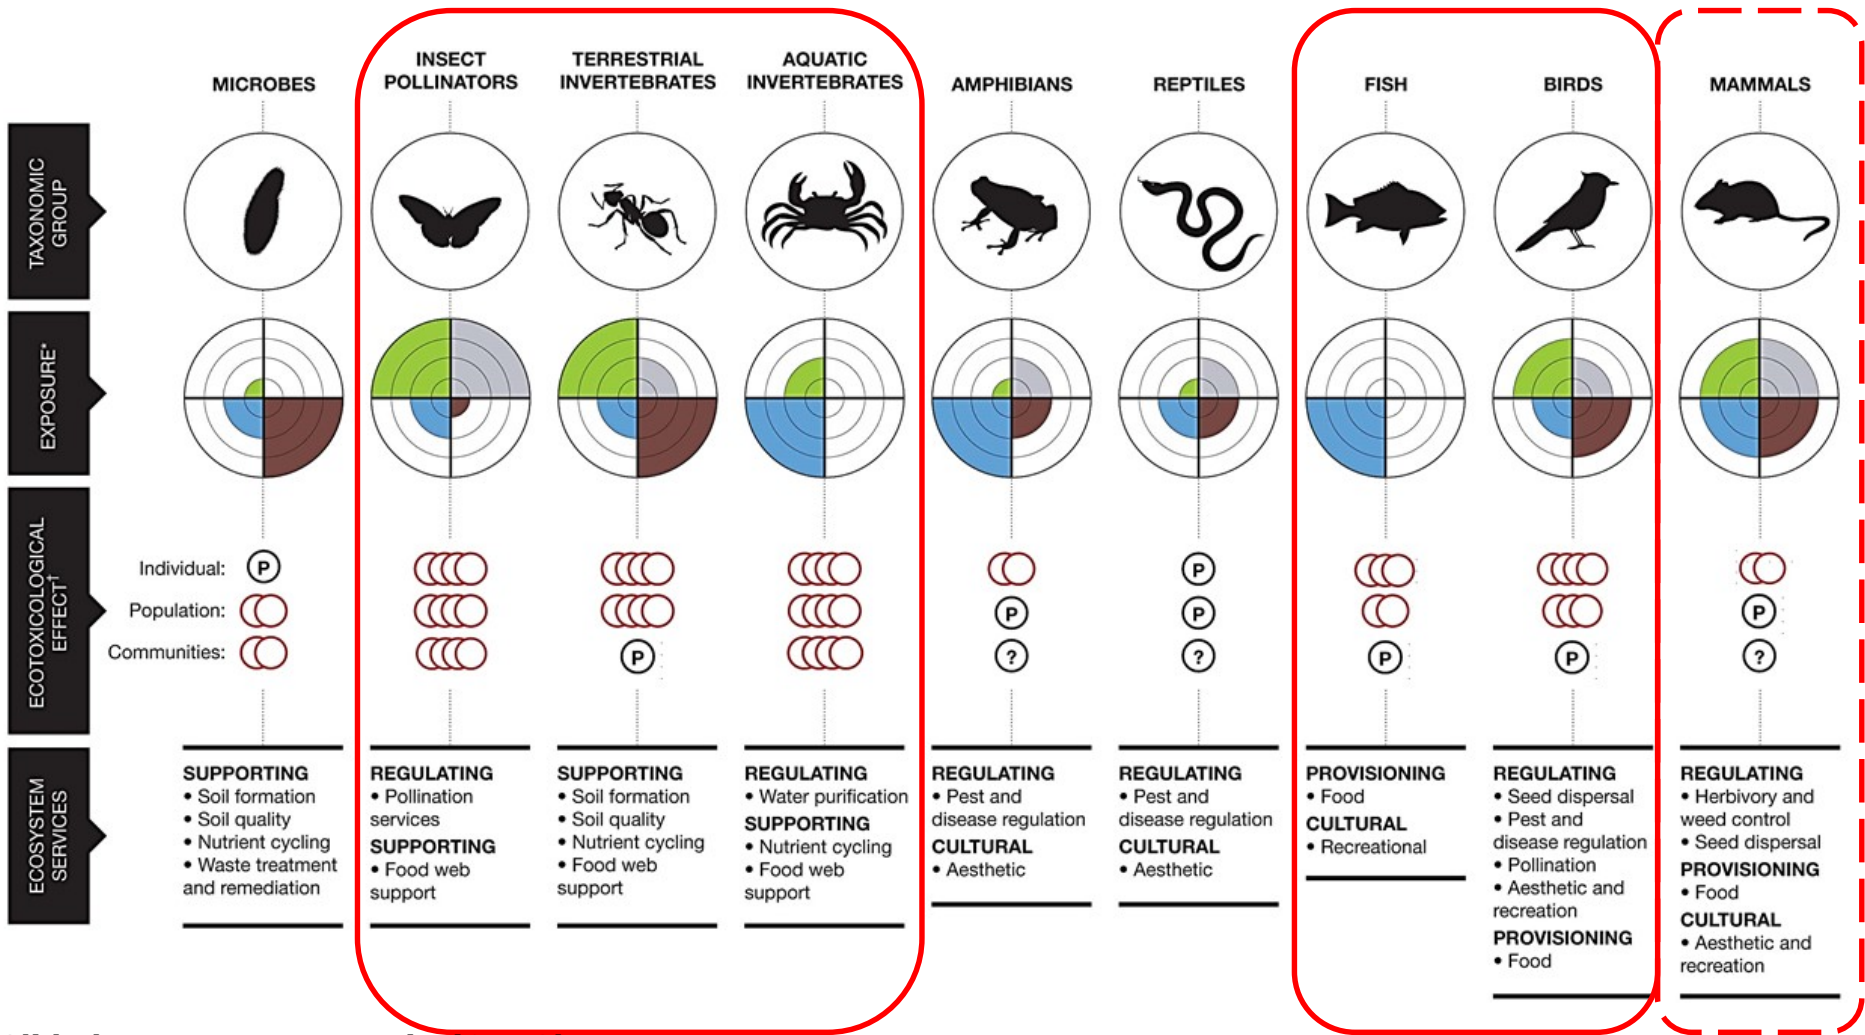 MICROBES
INSECT
POLLINATORS
TERRESTRIAL
INVERTEBRATES
AQUATIC
INVERTEBRATES
AMPHIBIANS
REPTILES
FISH
BIRDS
MAMMALS
TAXONOMIC
GROUP
EXPOSURE*
ECOTOXICOLOGICAL
EFFECT†
Individual:
P
P
Population:
P
P
P
Communities:
P
?
?
P
P
?
ECOSYSTEM
SERVICES
SUPPORTING
• Soil formation
• Soil quality
• Nutrient cycling
• Waste treatment
and remediation
REGULATING
• Pollination
services
SUPPORTING
• Food web
support
SUPPORTING
• Soil formation
• Soil quality
• Nutrient cycling
• Food web
support
REGULATING
• Water purification
SUPPORTING
• Nutrient cycling
• Food web
support
REGULATING
• Pest and
disease regulation
CULTURAL
• Aesthetic
REGULATING
• Pest and
disease regulation
CULTURAL
• Aesthetic
PROVISIONING
• Food
CULTURAL
• Recreational
REGULATING
• Seed dispersal
• Pest and
disease regulation
• Pollination
• Aesthetic and
recreation
PROVISIONING
• Food
REGULATING
• Herbivory and
weed control
• Seed dispersal
PROVISIONING
• Food
CULTURAL
• Aesthetic and
recreation